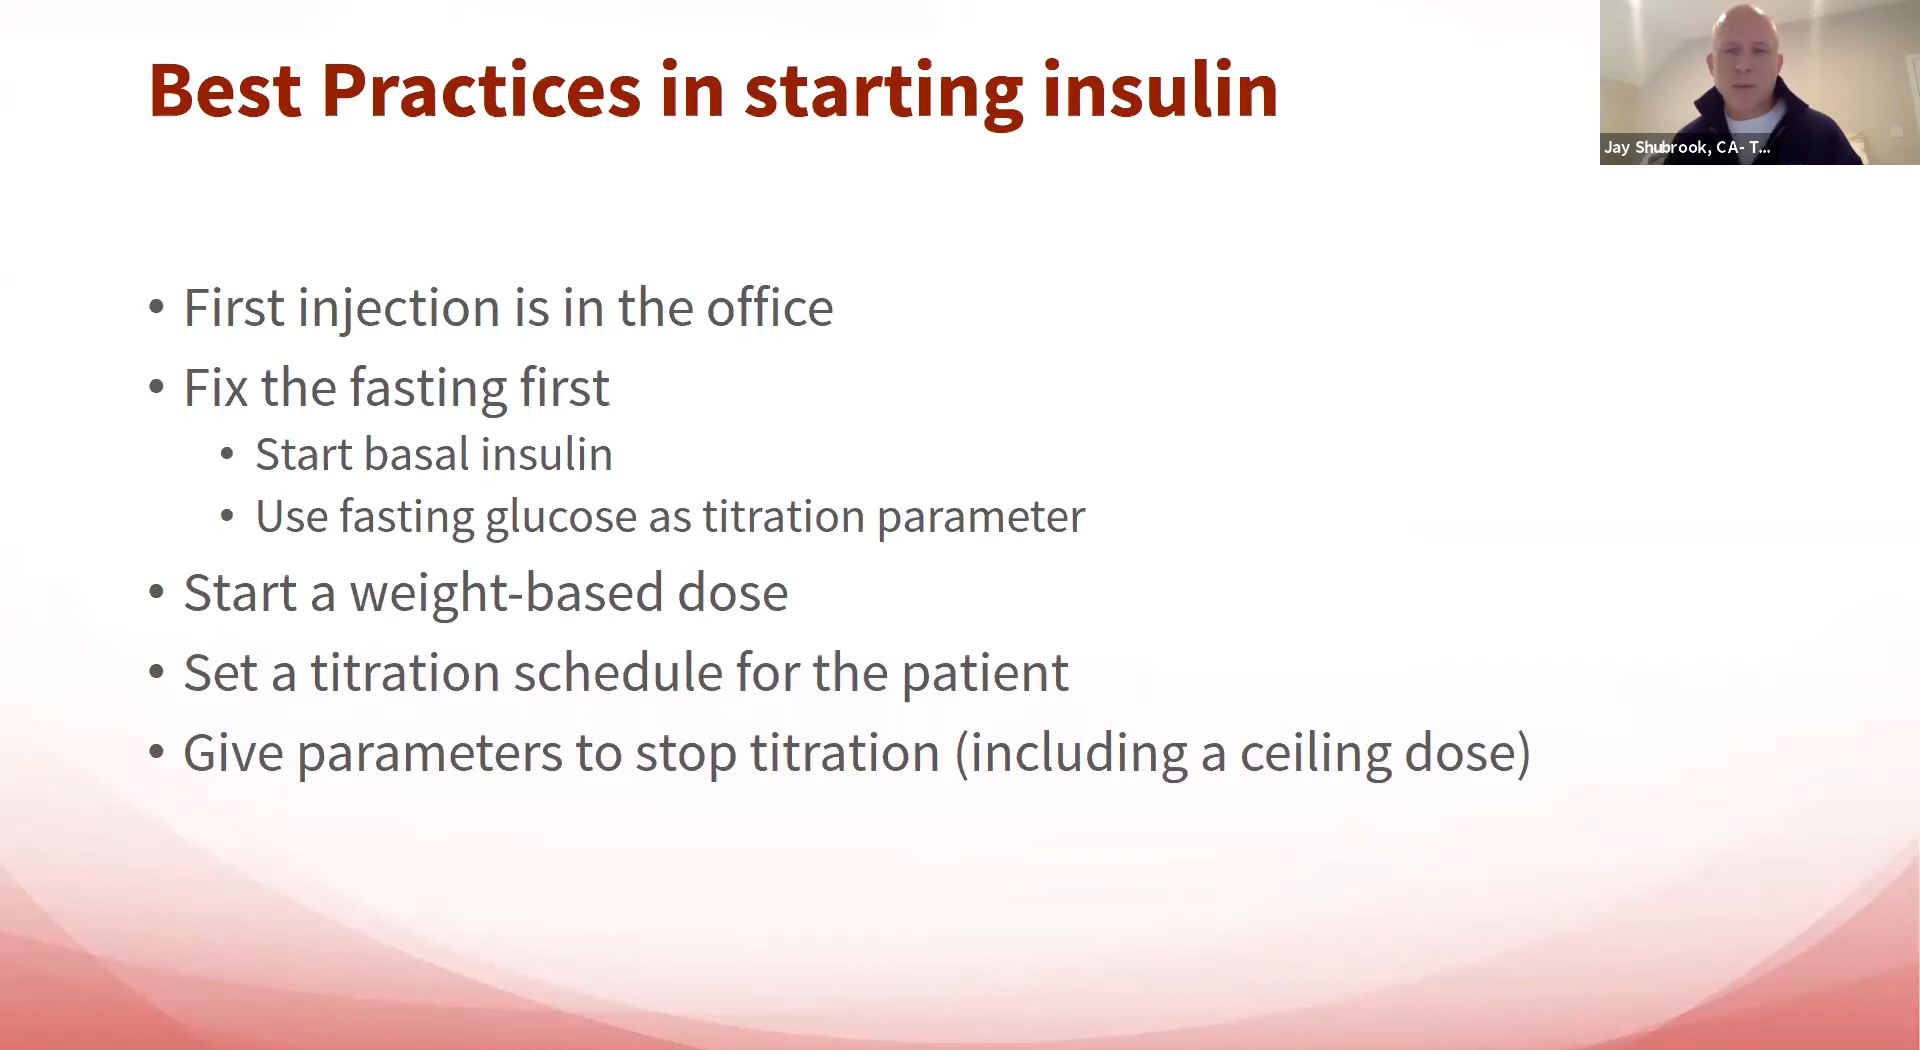 Best Practices in starting insulin
Jay Shubrook, CA- T...
• First injection is in the office
• Fix the fasting first
• Start basal insulin
• Use fasting glucose as titration parameter
• Start a weight-based dose
• Set a titration schedule for the patient
• Give parameters to stop titration (including a ceiling dose)